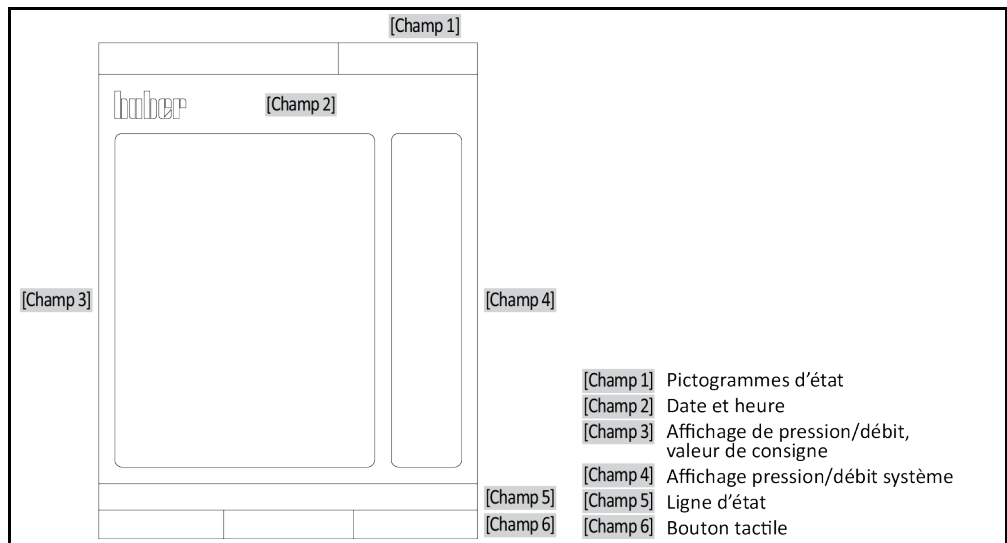 [Champ 1]
huber
[Champ 2]
[Champ 3]
[Champ 4]
[Champ 5]
[Champ 6]
[Champ 1] Pictogrammes d’état
[Champ 2] Date et heure
[Champ 3] Affichage de pression/débit,
valeur de consigne
[Champ 4] Affichage pression/débit système
[Champ 5] Ligne d’état
[Champ 6] Bouton tactile